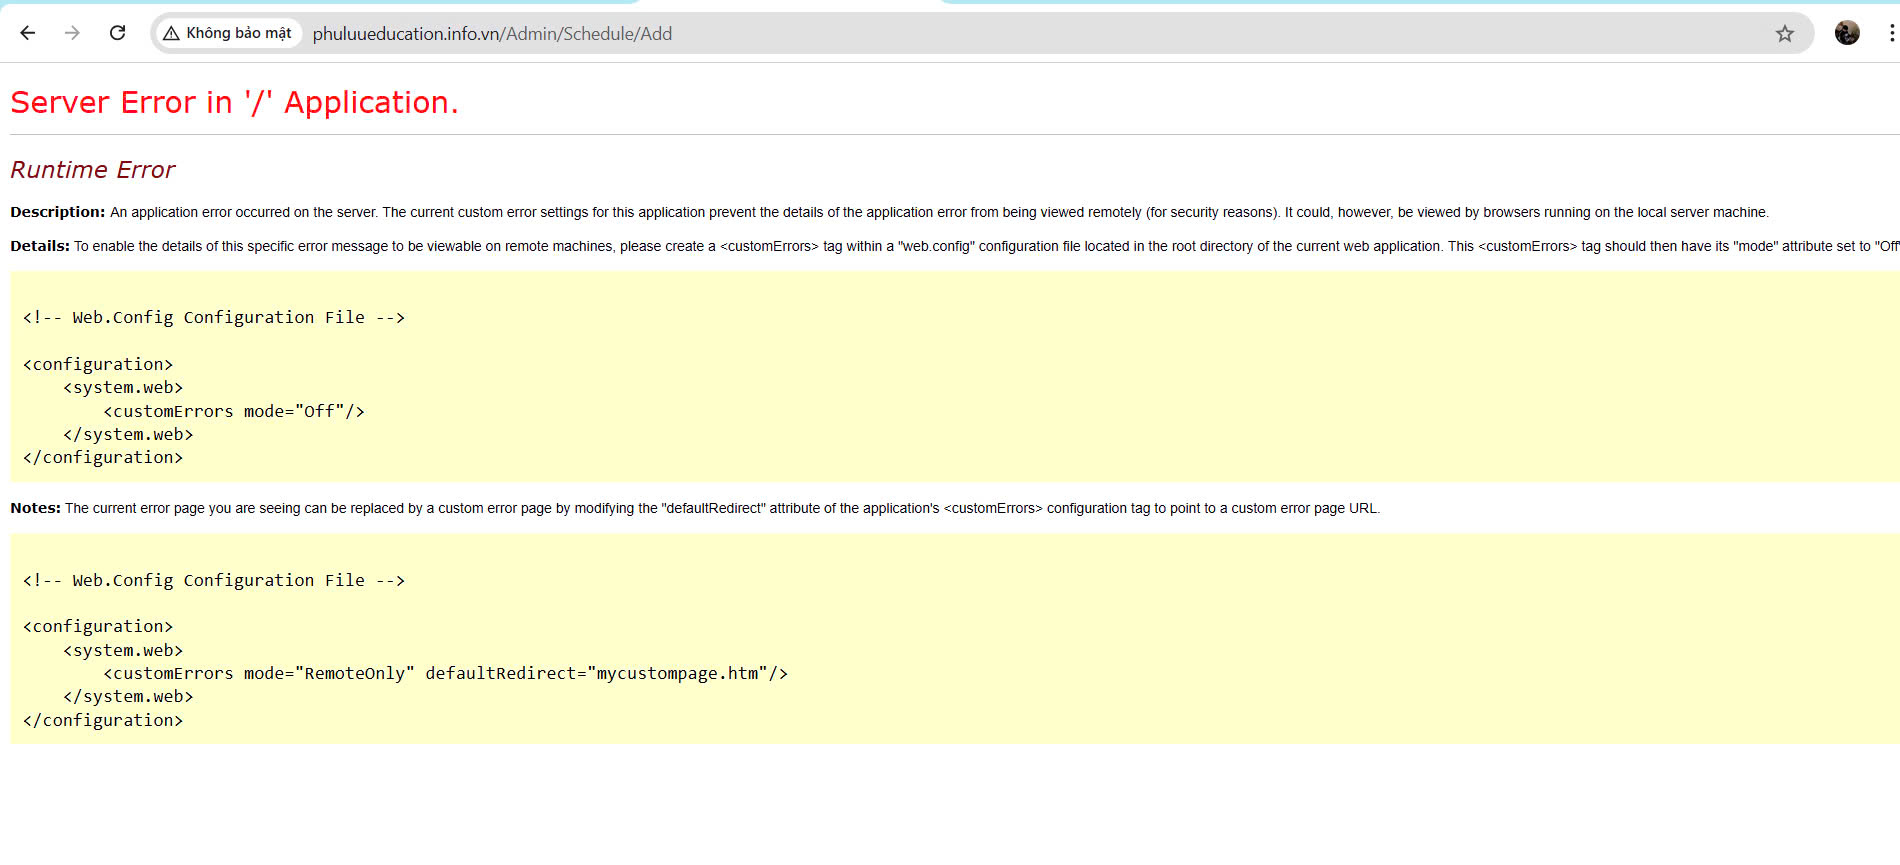 Không bảo mật phuluueducation.info.vn/Admin/Schedule/Add
Server Error in '/' Application.
Runtime Error
Description: An application error occurred on the server. The current custom error settings for this application prevent the details of the application error from being viewed remotely (for security reasons). It could, however, be viewed by browsers running on the local server machine.
Details: To enable the details of this specific error message to be viewable on remote machines, please create a <customErrors> tag within a "web.config" configuration file located in the root directory of the current web application. This <customErrors> tag should then have its "mode" attribute set to "Off
<!-- Web.Config Configuration File -->
<configuration>
    <system.web>
        <customErrors mode="Off"/>
    </system.web>
</configuration>
Notes: The current error page you are seeing can be replaced by a custom error page by modifying the "defaultRedirect" attribute of the application's <customErrors> configuration tag to point to a custom error page URL.
<!-- Web.Config Configuration File -->
<configuration>
    <system.web>
        <customErrors mode="RemoteOnly" defaultRedirect="mycustompage.htm"/>
    </system.web>
</configuration>